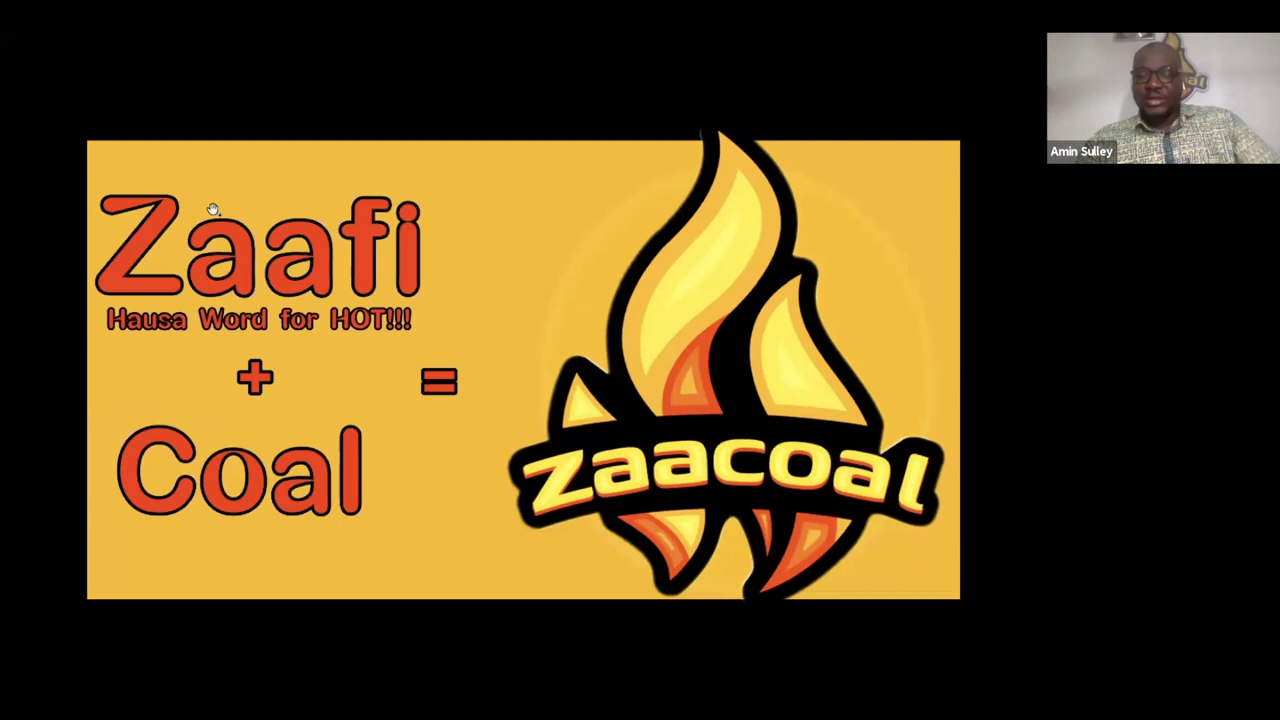 Zaafi
Hausa Word for HOT!!!
+ =
Coal
zaacoal
Amin Sulley